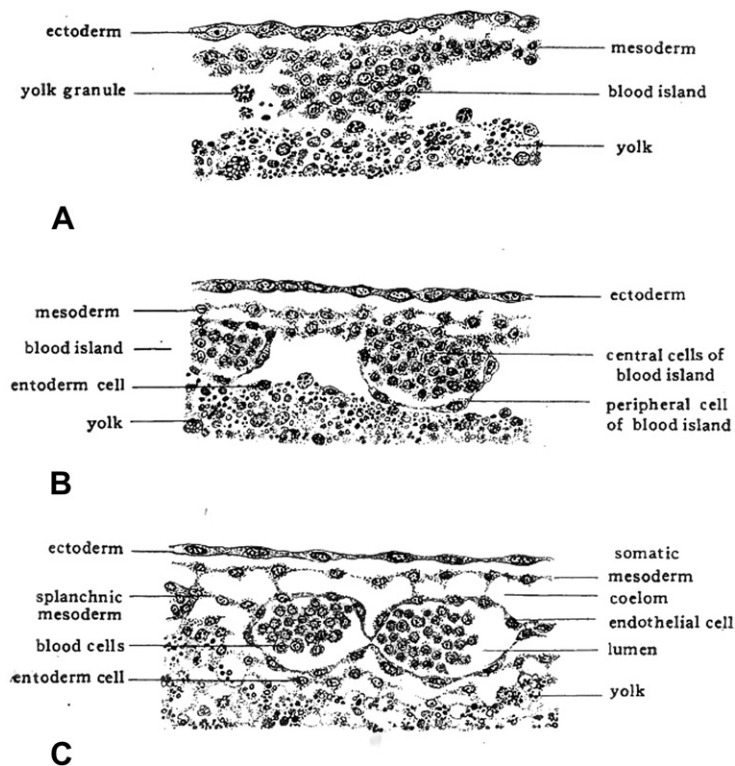 ectoderm
mesoderm
yolk granule
blood island
yolk
A
ectoderm
mesoderm
blood island
central cells of
blood island
entoderm cell
peripheral cell
of blood island
yolk
B
ectoderm
somatic
mesoderm
splanchnic
mesoderm
coelom
endothelial cell
blood cells
lumen
entoderm cell
yolk
C